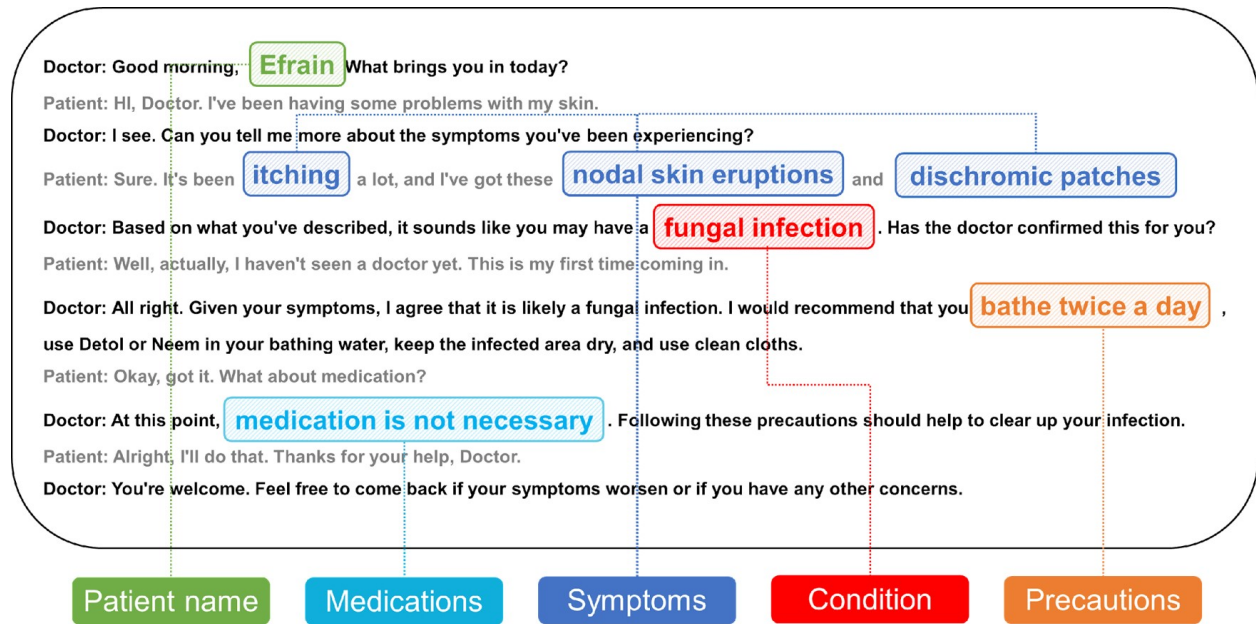 Doctor: Good morning, Efrain What brings you in today?
Patient: HI, Doctor. I've been having some problems with my skin.
Doctor: I see. Can you tell me more about the symptoms you've been experiencing?
Patient: Sure. It's been itching a lot, and I've got these nodal skin eruptions and dischromic patches
Doctor: Based on what you've described, it sounds like you may have a fungal infection . Has the doctor confirmed this for you?
Patient: Well, actually, I haven't seen a doctor yet. This is my first time coming in.
Doctor: All right. Given your symptoms, I agree that it is likely a fungal infection. I would recommend that you bathe twice a day ,
use Detol or Neem in your bathing water, keep the infected area dry, and use clean cloths.
Patient: Okay, got it. What about medication?
Doctor: At this point, medication is not necessary . Following these precautions should help to clear up your infection.
Patient: Alright, I'll do that. Thanks for your help, Doctor.
Doctor: You're welcome. Feel free to come back if your symptoms worsen or if you have any other concerns.
Patient name Medications Symptoms Condition Precautions